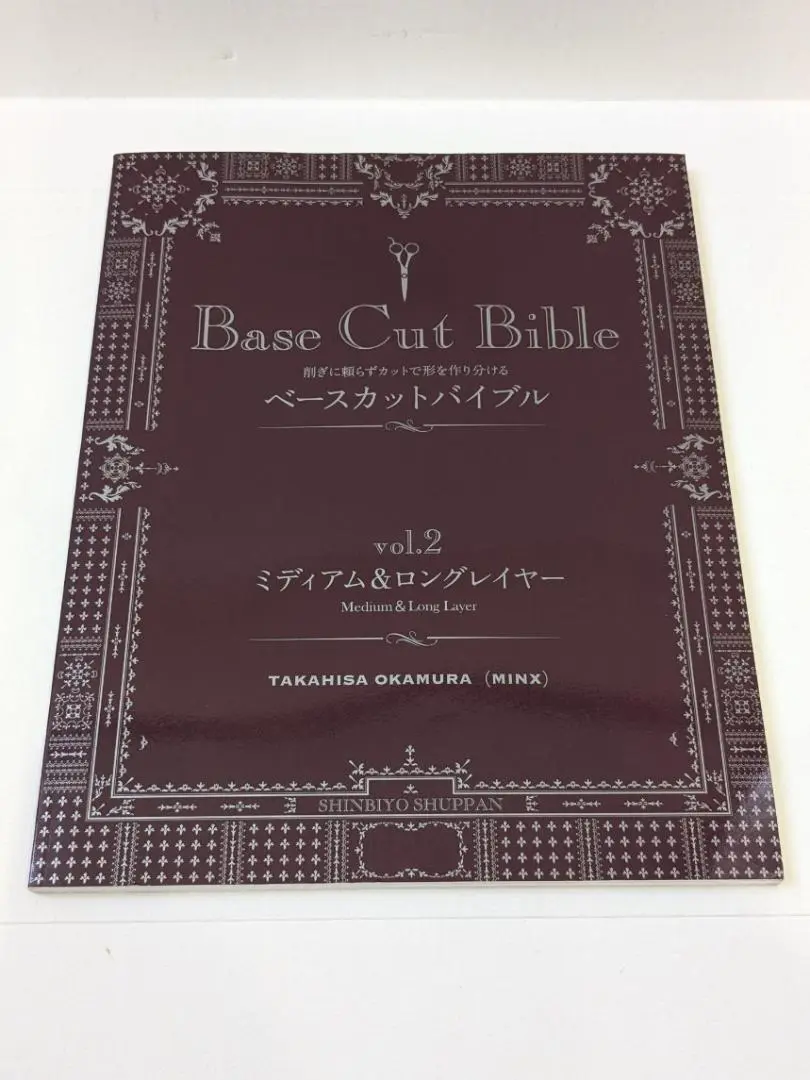 Base Cut Bible
削ぎに頼らずカットで形を作り分ける
ベースカットバイブル
vol.2
ミディアム&ロングレイヤー
Medium & Long Layer
TAKAHISA OKAMURA (MINX)
SHINBIYO SHUPPAN